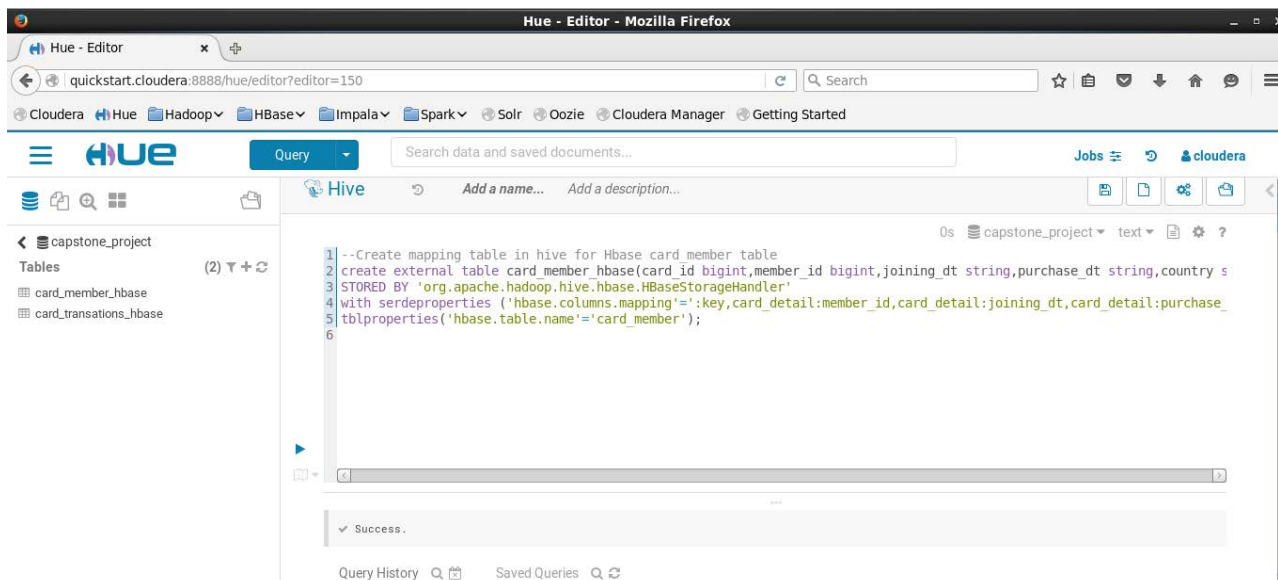 Hue - Editor - Mozilla Firefox
Hue - Editor
quickstart.cloudera:8888/hue/editor?editor=150
Search
Cloudera Hue Hadoop HBase Impala Spark Solr Oozie Cloudera Manager Getting Started
HUE Query Search data and saved documents... Jobs cloudera
Hive Add a name... Add a description...
capstone_project
Tables (2)
card_member_hbase
card_transations_hbase
0s capstone_project text ?
1 --Create mapping table in hive for Hbase card_member table
2 create external table card_member_hbase(card_id bigint,member_id bigint,joining_dt string,purchase_dt string,country s
3 STORED BY 'org.apache.hadoop.hive.hbase.HBaseStorageHandler'
4 with serdeproperties ('hbase.columns.mapping'=':key,card_detail:member_id,card_detail:joining_dt,card_detail:purchase_
5 tblproperties('hbase.table.name'='card_member');
6
Success.
Query History Saved Queries